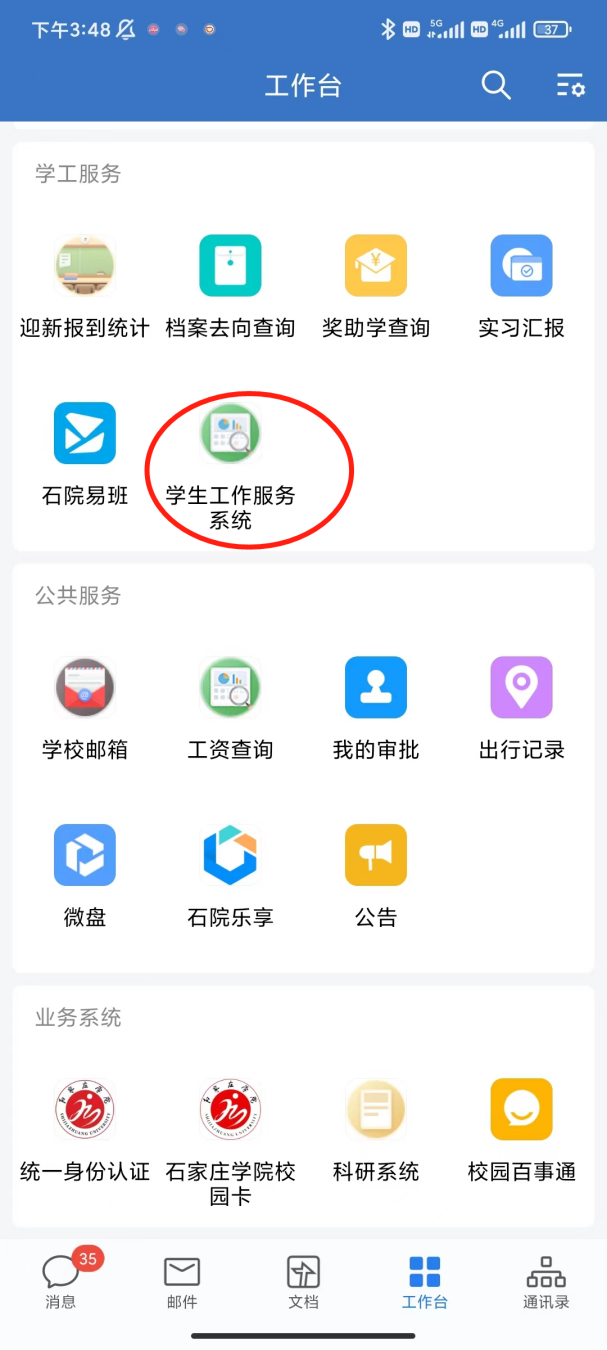 下午3:48
HD 5G HD 4G 37
工作台
学工服务
迎新报到统计 档案去向查询 奖助学查询 实习汇报
石院易班 学生工作服务
系统
公共服务
学校邮箱 工资查询 我的审批 出行记录
微盘 石院乐享 公告
业务系统
统一身份认证 石家庄学院校 科研系统 校园百事通
园卡
35
消息 邮件 文档 工作台 通讯录